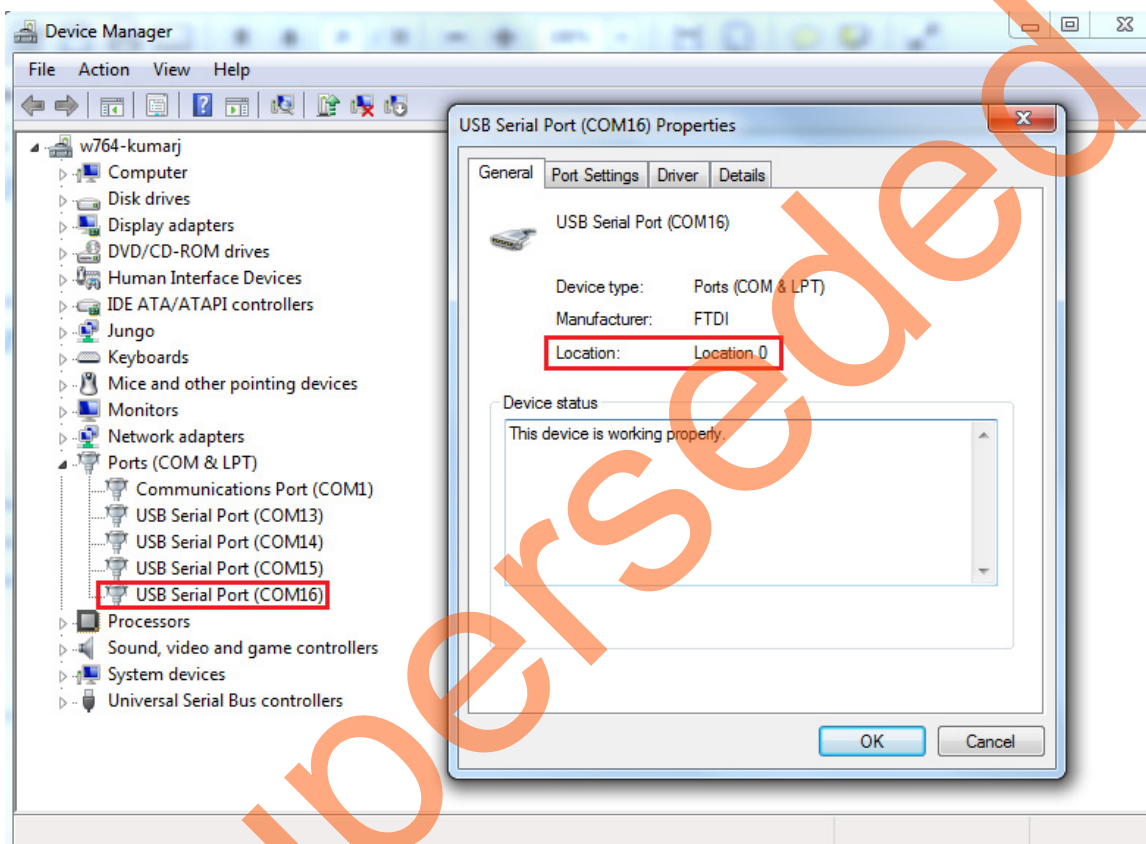 Device Manager
File Action View Help
w764-kumarj
Computer
Disk drives
Display adapters
DVD/CD-ROM drives
Human Interface Devices
IDE ATA/ATAPI controllers
Jungo
Keyboards
Mice and other pointing devices
Monitors
Network adapters
Ports (COM & LPT)
Communications Port (COM1)
USB Serial Port (COM13)
USB Serial Port (COM14)
USB Serial Port (COM15)
USB Serial Port (COM16)
Processors
Sound, video and game controllers
System devices
Universal Serial Bus controllers
USB Serial Port (COM16) Properties
General Port Settings Driver Details
USB Serial Port (COM16)
Device type: Ports (COM & LPT)
Manufacturer: FTDI
Location: Location 0
Device status
This device is working properly.
OK Cancel
perseded